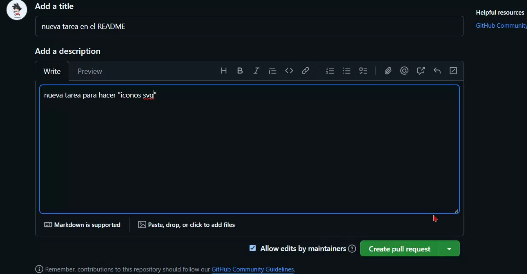 Add a title
Helpful resources
GitHub Community
nueva tarea en el README
Add a description
Write Preview
nueva tarea para hacer "iconos svg"
Markdown is supported Paste, drop, or click to add files
Allow edits by maintainers Create pull request
Remember, contributions to this repository should follow our GitHub Community Guidelines.